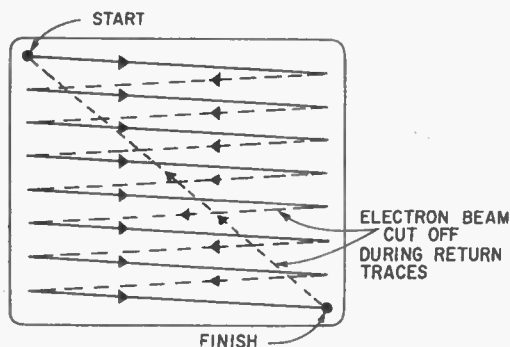 START
ELECTRON BEAM
CUT OFF
DURING RETURN
TRACES
FINISH